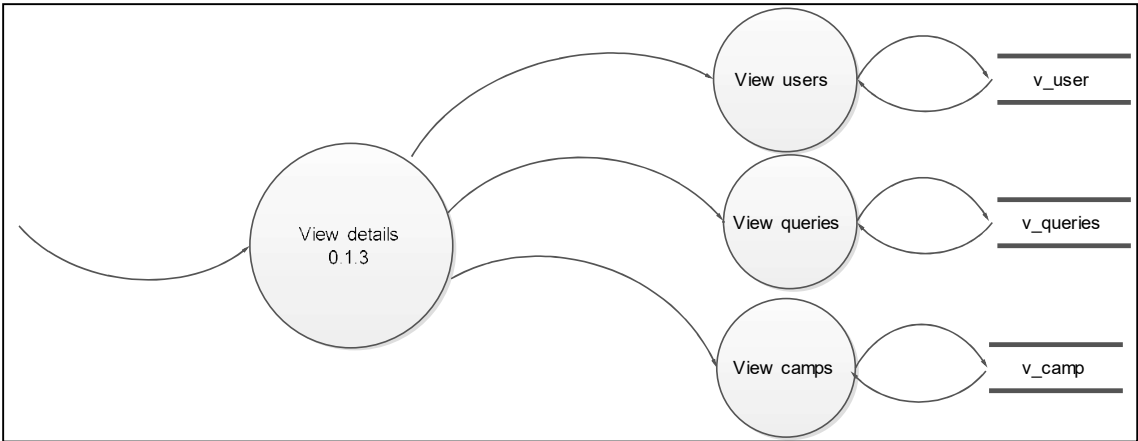 View users
v_user
View details
0.1.3
View queries
v_queries
View camps
v_camp